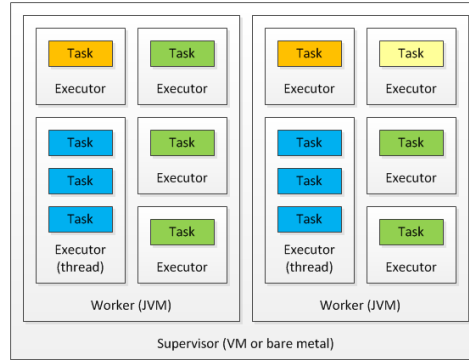 Task
Executor
Task
Executor
Task
Task
Task
Executor
(thread)
Task
Executor
Task
Executor
Worker (JVM)
Task
Executor
Task
Executor
Task
Task
Task
Executor
(thread)
Task
Executor
Task
Executor
Worker (JVM)
Supervisor (VM or bare metal)